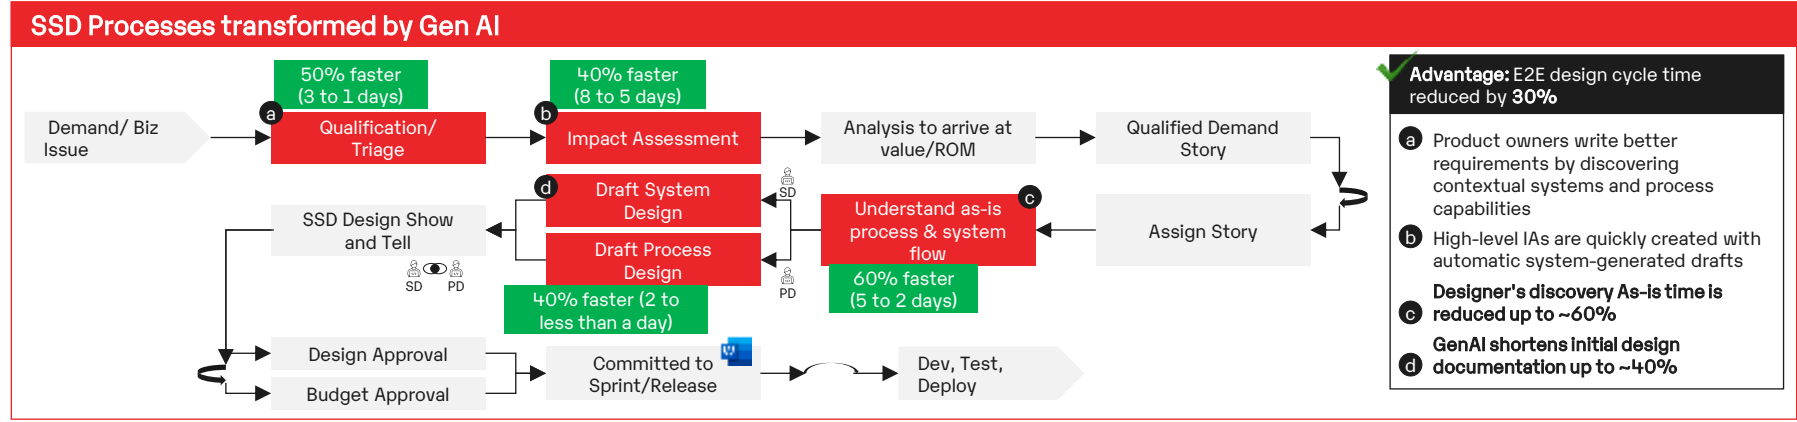 SSD Processes transformed by Gen AI
50% faster
(3 to 1 days)
40% faster
(8 to 5 days)
Demand/ Biz
Issue
a
Qualification/
Triage
b
Impact Assessment
Analysis to arrive at
value/ROM
Qualified Demand
Story
SSD Design Show
and Tell
SD
PD
d
Draft System
Design
Draft Process
Design
40% faster (2 to
less than a day)
SD
PD
c
Understand as-is
process & system
flow
60% faster
(5 to 2 days)
Assign Story
Design Approval
Budget Approval
Committed to
Sprint/Release
W
Dev, Test,
Deploy
Advantage: E2E design cycle time
reduced by 30%
a
Product owners write better
requirements by discovering
contextual systems and process
capabilities
b
High-level IAs are quickly created with
automatic system-generated drafts
c
Designer's discovery As-is time is
reduced up to ~60%
d
GenAI shortens initial design
documentation up to ~40%